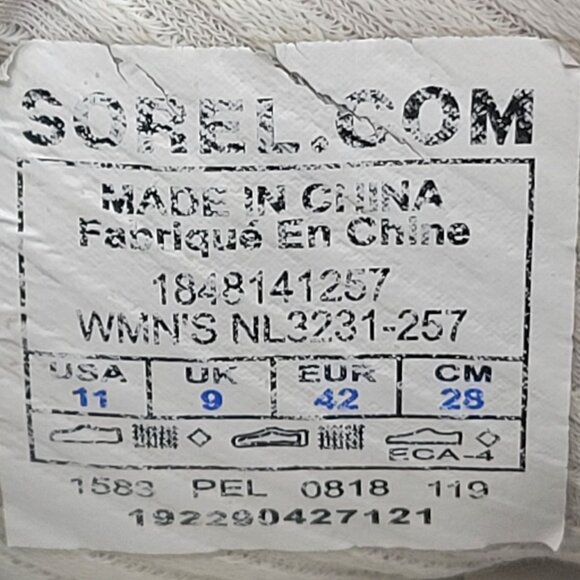 SOREL.COM
MADE IN CHINA
Fabriqué En Chine
1848141257
WMN'S NL3231-257
USA UK EUR CM
11 9 42 28
ECA-4
1583 PEL 0818 119
192290427121